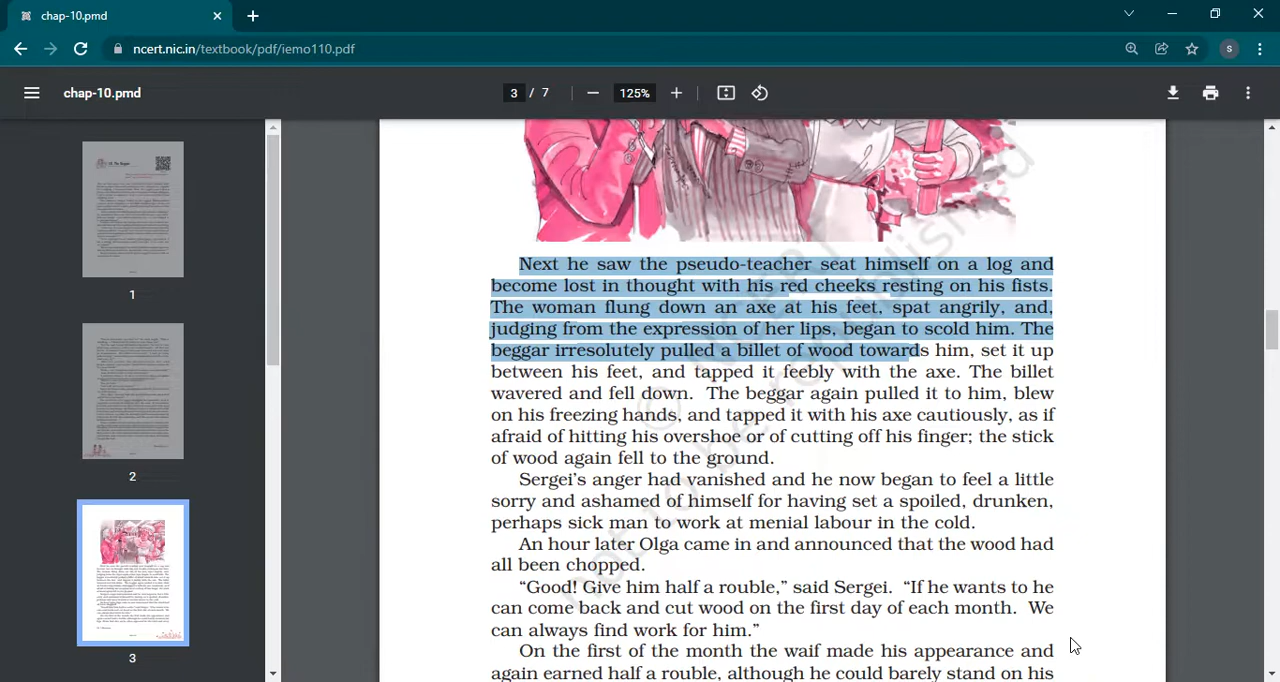 chap-10.pmd
ncert.nic.in/textbook/pdf/iemo110.pdf
S
chap-10.pmd
3 / 7
125%
1
2
3
Next he saw the pseudo-teacher seat himself on a log and
become lost in thought with his red cheeks resting on his fists.
The woman flung down an axe at his feet, spat angrily, and,
judging from the expression of her lips, began to scold him. The
beggar irresolutely pulled a billet of wood towards him, set it up
between his feet, and tapped it feebly with the axe. The billet
wavered and fell down. The beggar again pulled it to him, blew
on his freezing hands, and tapped it with his axe cautiously, as if
afraid of hitting his overshoe or of cutting off his finger; the stick
of wood again fell to the ground.
Sergei's anger had vanished and he now began to feel a little
sorry and ashamed of himself for having set a spoiled, drunken,
perhaps sick man to work at menial labour in the cold.
An hour later Olga came in and announced that the wood had
all been chopped.
"Good! Give him half a rouble," said Sergei. "If he wants to he
can come back and cut wood on the first day of each month. We
can always find work for him."
On the first of the month the waif made his appearance and
again earned half a rouble, although he could barely stand on his